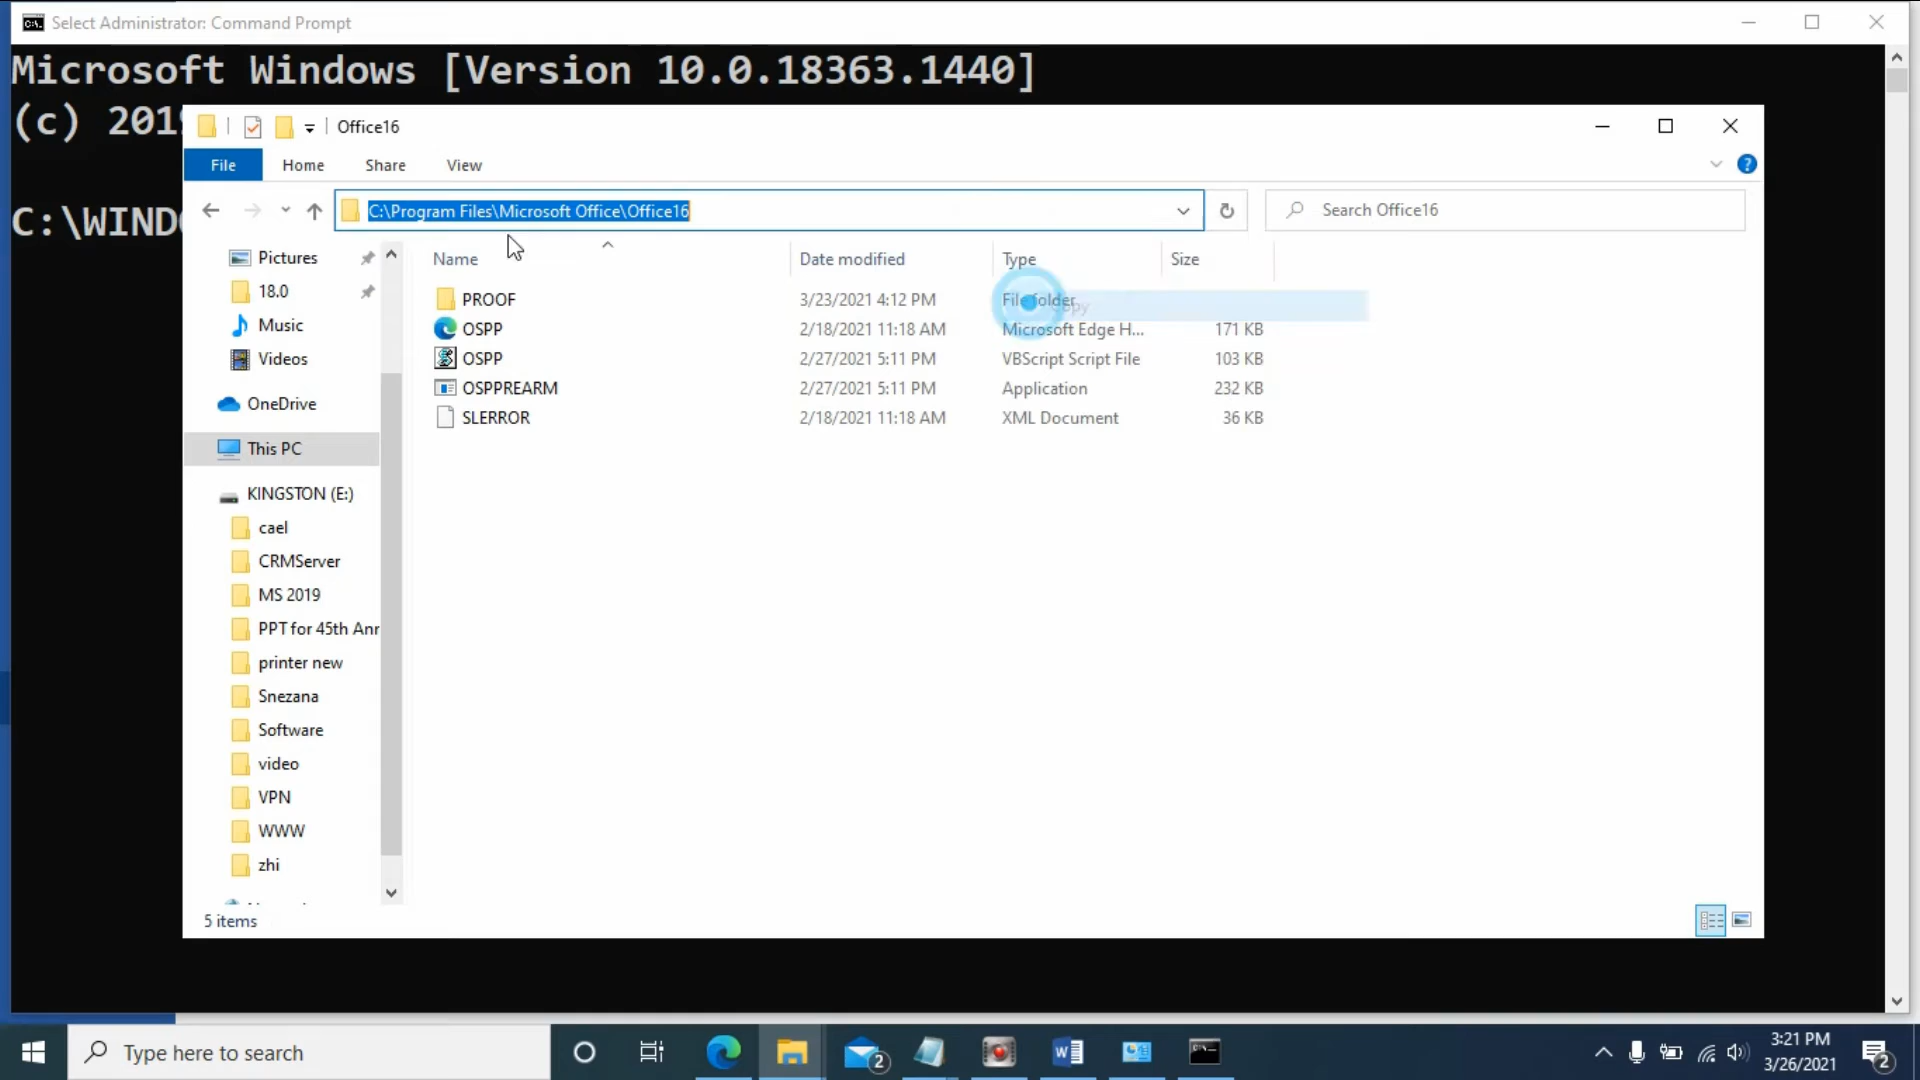 Select Administrator: Command Prompt
Microsoft Windows [Version 10.0.18363.1440]
(c) 201
C:\WIND
Office16
File Home Share View
C:\Program Files\Microsoft Office\Office16
Search Office16
Name Date modified Type Size
PROOF 3/23/2021 4:12 PM File folder
Copy
OSPP 2/18/2021 11:18 AM Microsoft Edge H... 171 KB
OSPP 2/27/2021 5:11 PM VBScript Script File 103 KB
OSPPREARM 2/27/2021 5:11 PM Application 232 KB
SLERROR 2/18/2021 11:18 AM XML Document 36 KB
Pictures
18.0
Music
Videos
OneDrive
This PC
KINGSTON (E:)
cael
CRMServer
MS 2019
PPT for 45th Anr
printer new
Snezana
Software
video
VPN
WWW
zhi
5 items
Type here to search
2
3:21 PM
3/26/2021
2